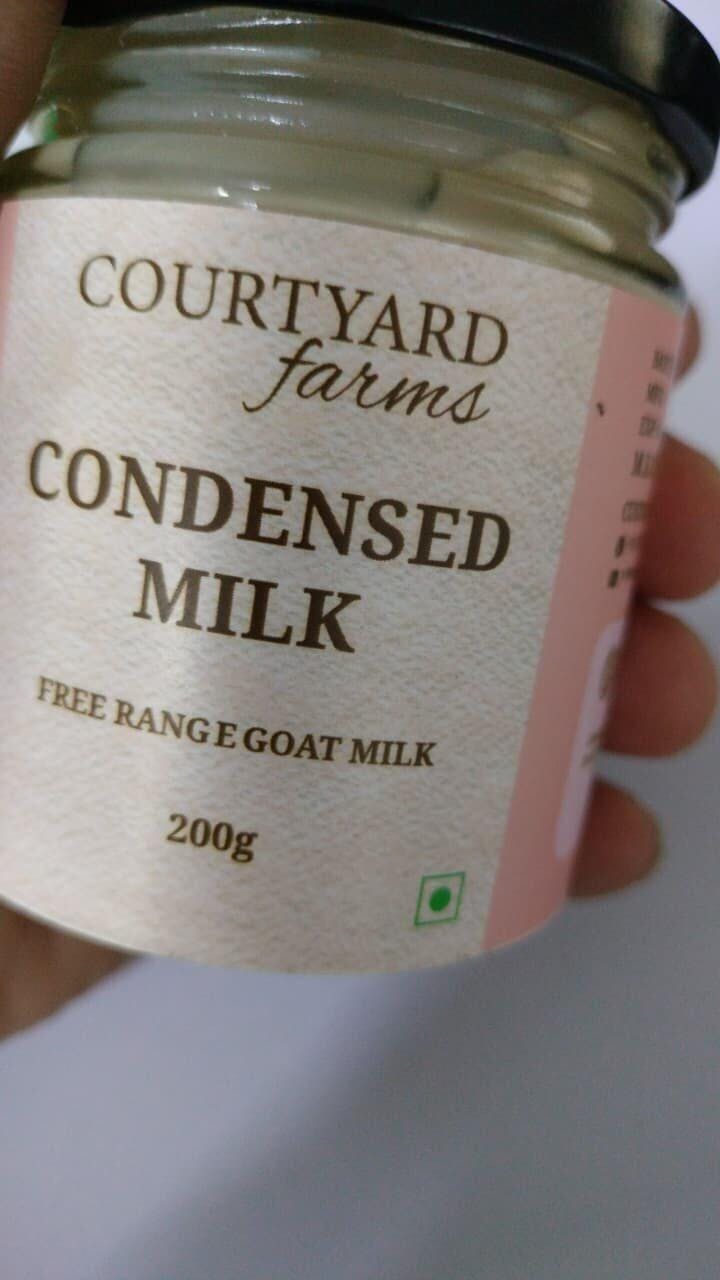 COURTYARD
farms
CONDENSED
MILK
FREE RANGE GOAT MILK
200g